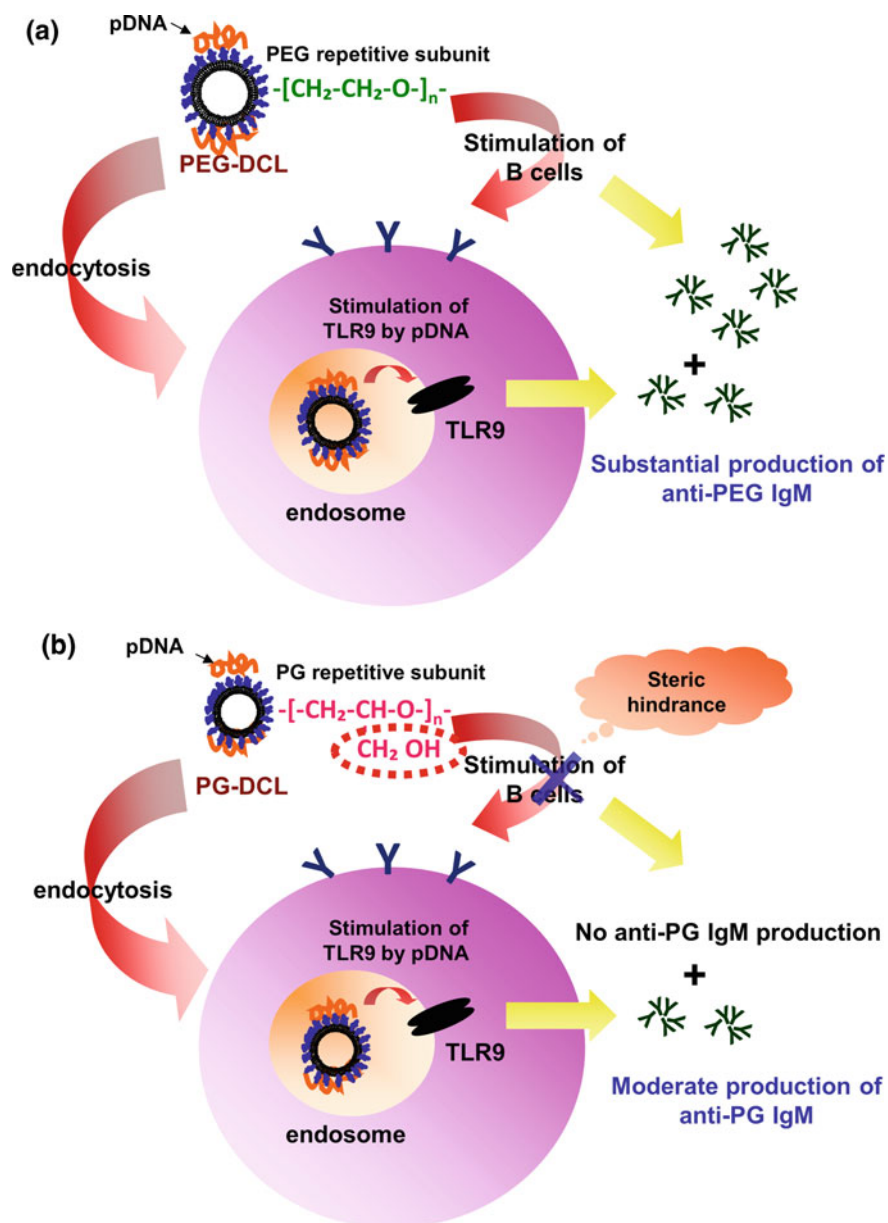 (a)
pDNA
PEG repetitive subunit
-[CH₂-CH₂-O-]ₙ-
PEG-DCL
Stimulation of
B cells
endocytosis
Stimulation of
TLR9 by pDNA
+
TLR9
endosome
Substantial production of
anti-PEG IgM
(b)
pDNA
PG repetitive subunit
-[-CH₂-CH-O-]ₙ-
CH₂ OH
Steric
hindrance
PG-DCL
Stimulation of
B cells
endocytosis
Stimulation of
TLR9 by pDNA
No anti-PG IgM production
+
TLR9
endosome
Moderate production of
anti-PG IgM